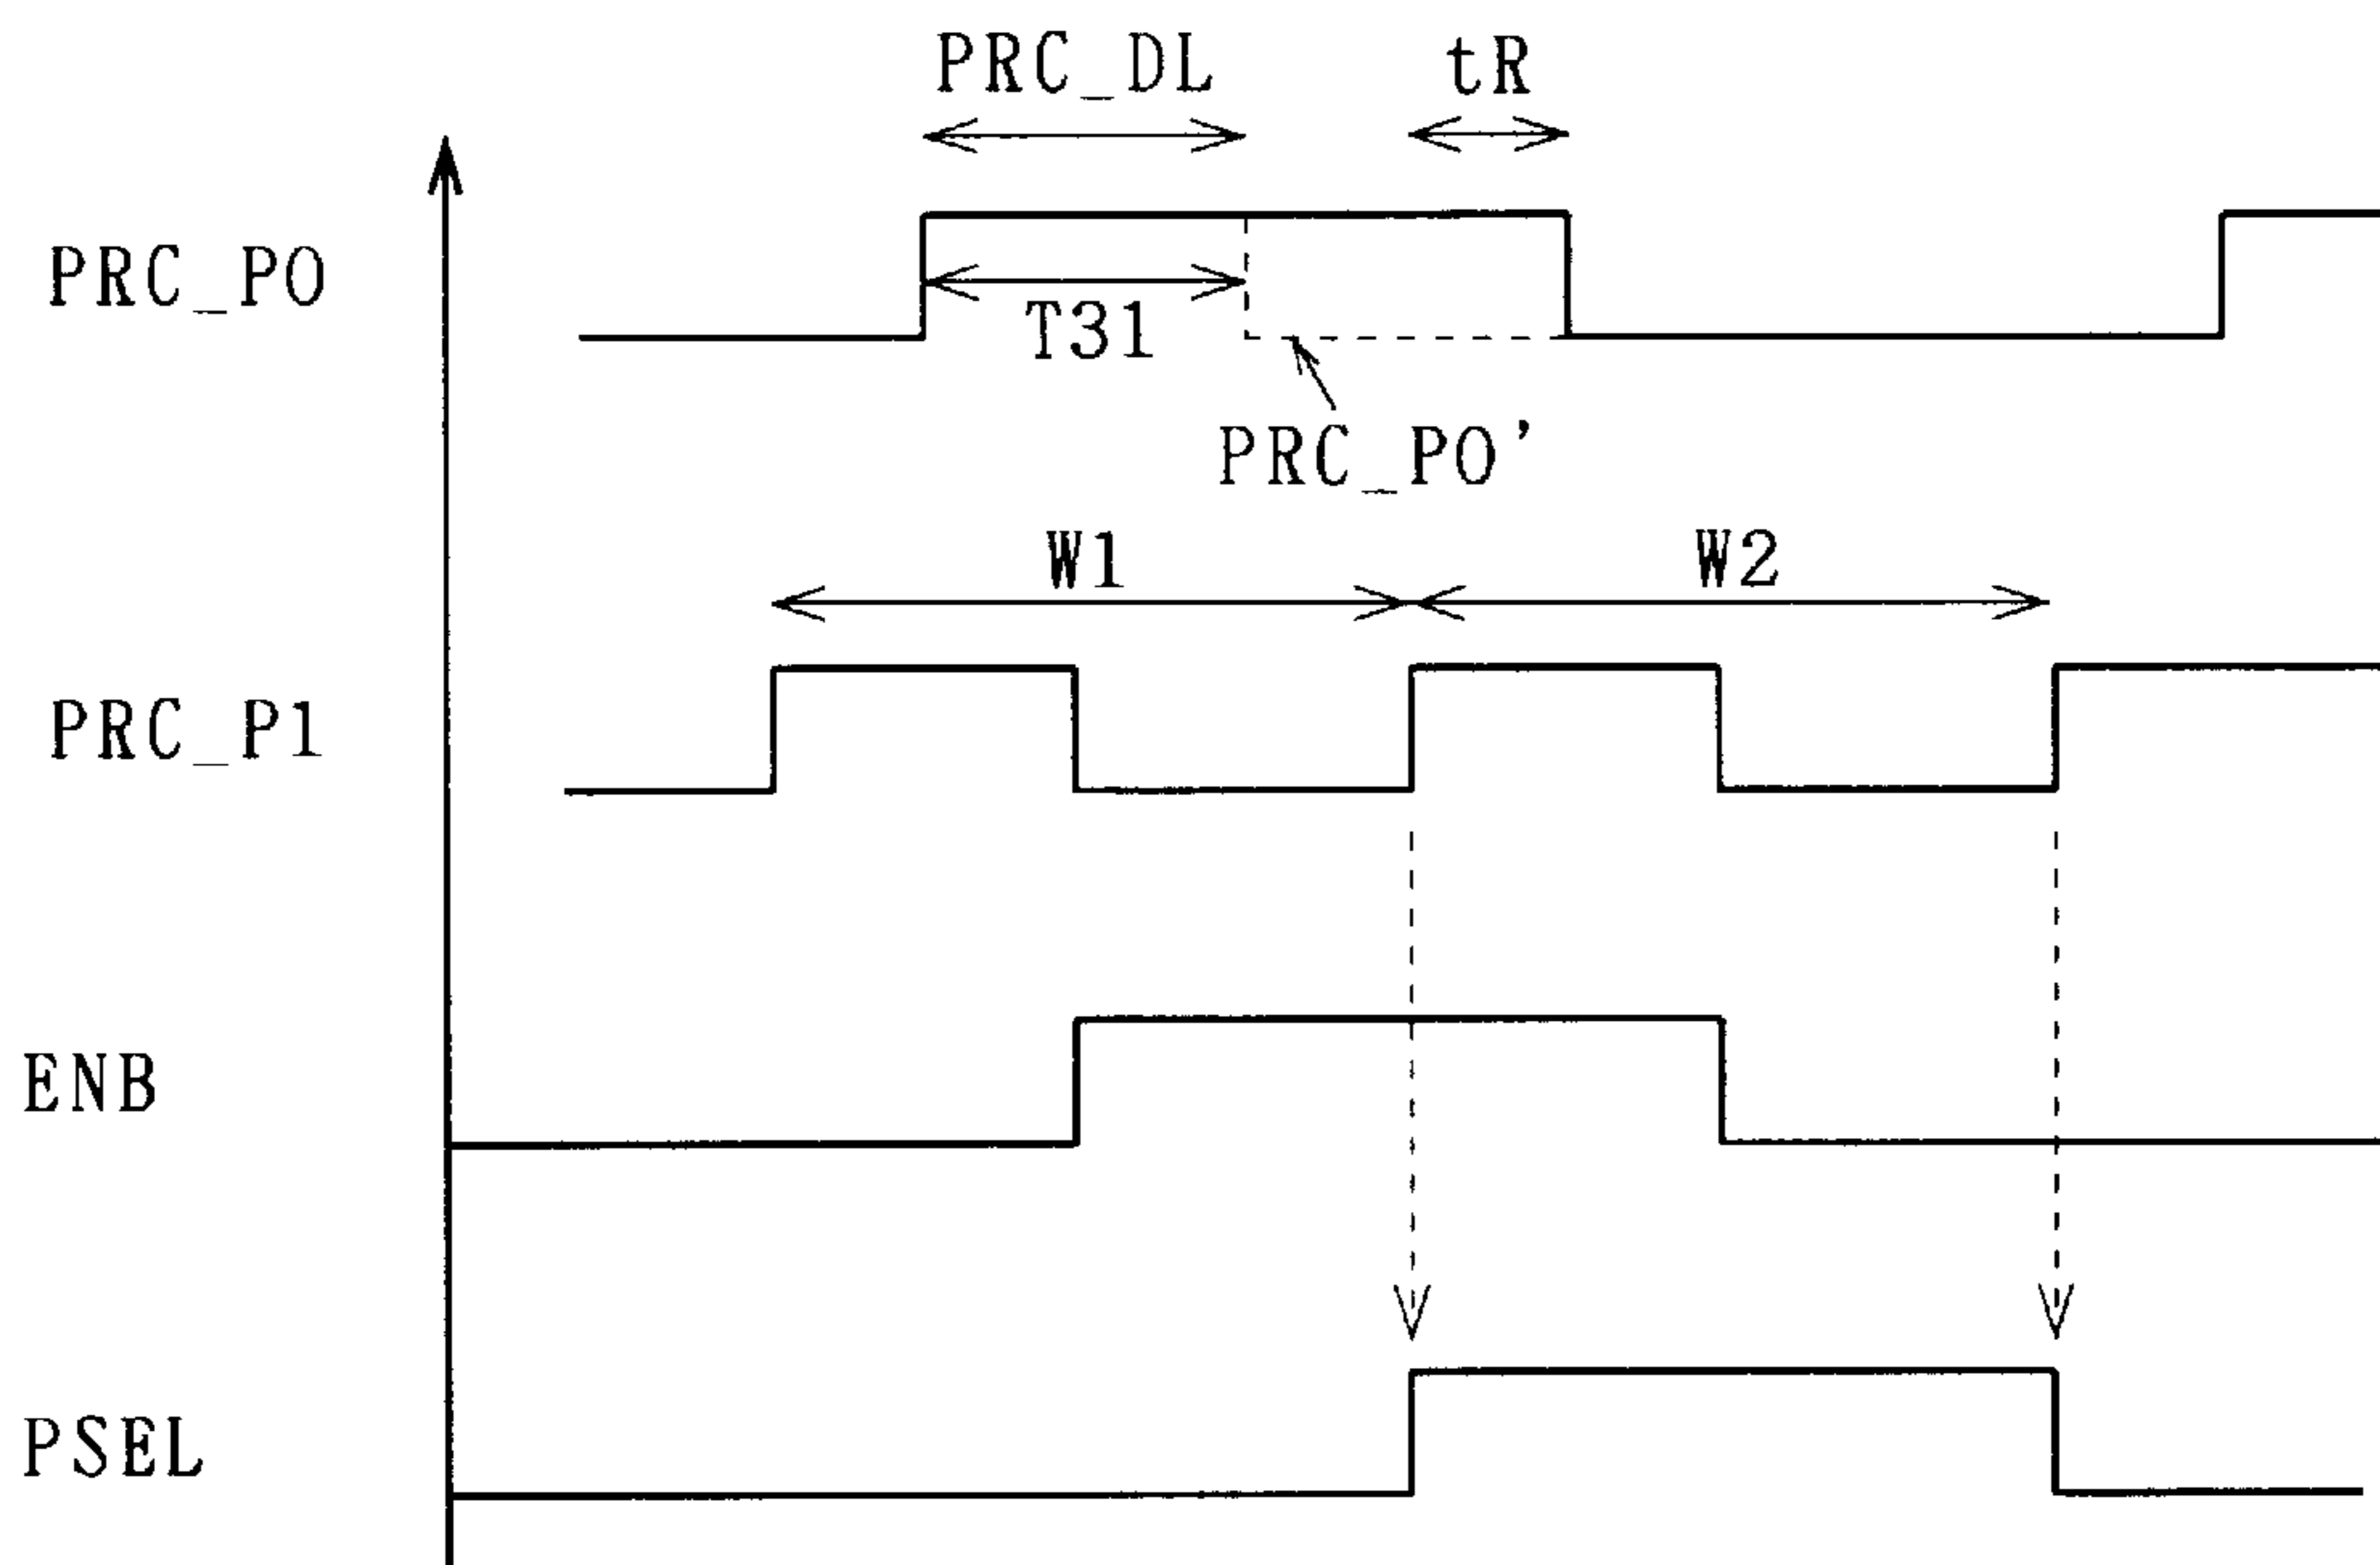 PRC_DL tR
PRC_PO
T31
PRC_PO'
W1 W2
PRC_P1
ENB
PSEL